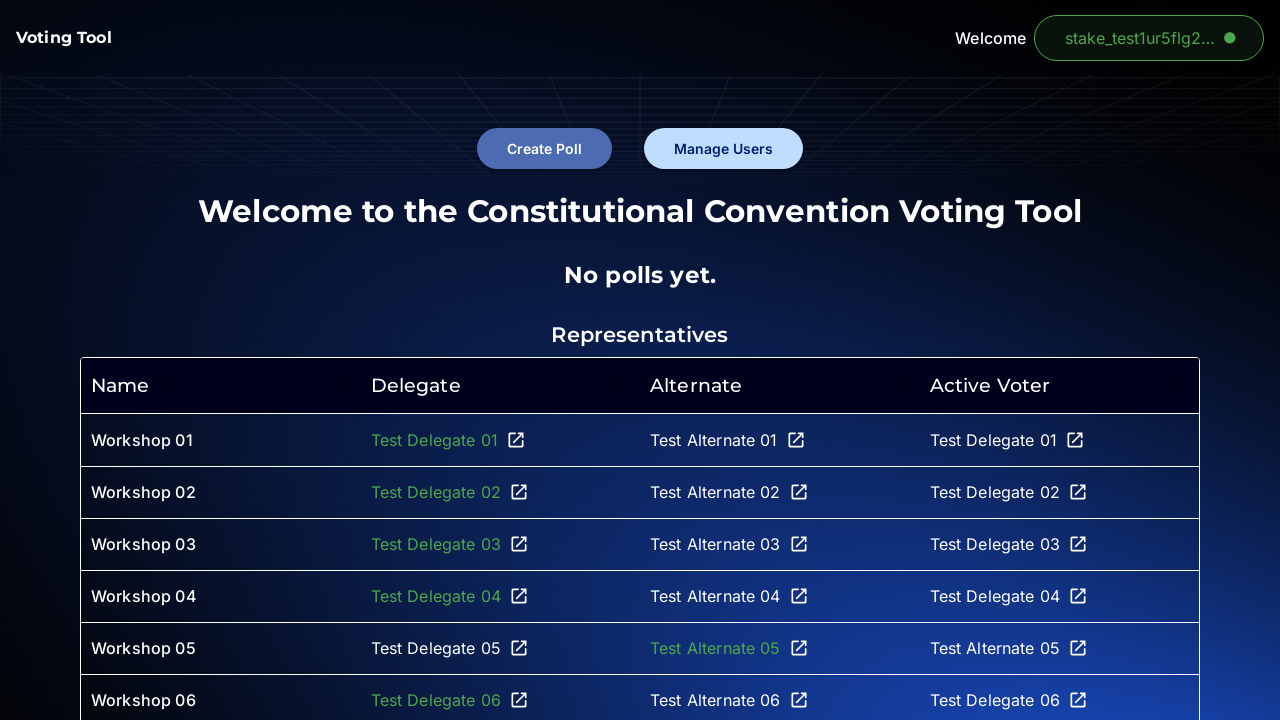 Voting Tool
Welcome stake_test1ur5flg2...
Create Poll Manage Users
Welcome to the Constitutional Convention Voting Tool
No polls yet.
Representatives
Name Delegate Alternate Active Voter
Workshop 01 Test Delegate 01 Test Alternate 01 Test Delegate 01
Workshop 02 Test Delegate 02 Test Alternate 02 Test Delegate 02
Workshop 03 Test Delegate 03 Test Alternate 03 Test Delegate 03
Workshop 04 Test Delegate 04 Test Alternate 04 Test Delegate 04
Workshop 05 Test Delegate 05 Test Alternate 05 Test Alternate 05
Workshop 06 Test Delegate 06 Test Alternate 06 Test Delegate 06